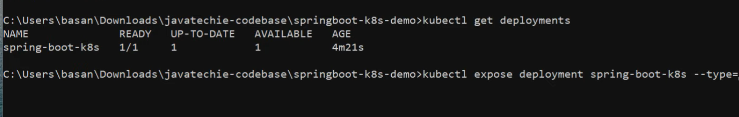 C:\Users\basan\Downloads\javatechie-codebase\springboot-k8s-demo>kubectl get deployments
NAME READY UP-TO-DATE AVAILABLE AGE
spring-boot-k8s 1/1 1 1 4m21s
C:\Users\basan\Downloads\javatechie-codebase\springboot-k8s-demo>kubectl expose deployment spring-boot-k8s --type=